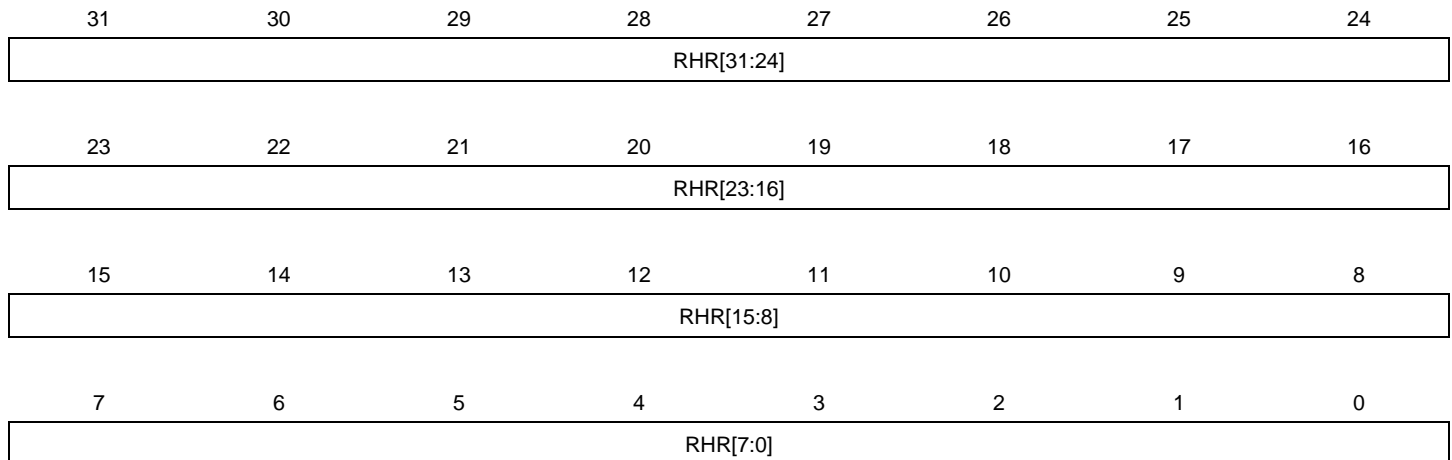 31 30 29 28 27 26 25 24
RHR[31:24]
23 22 21 20 19 18 17 16
RHR[23:16]
15 14 13 12 11 10 9 8
RHR[15:8]
7 6 5 4 3 2 1 0
RHR[7:0]